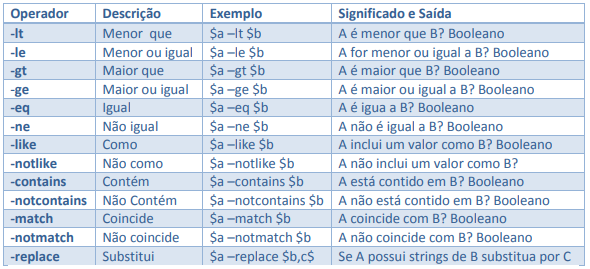 Operador Descrição Exemplo Significado e Saída
-lt Menor que $a –lt $b A é menor que B? Booleano
-le Menor ou igual $a –le $b A for menor ou igual a B? Booleano
-gt Maior que $a –gt $b A é maior que B? Booleano
-ge Maior ou igual $a –ge $b A é maior ou igual a B? Booleano
-eq Igual $a –eq $b A é igua a B? Booleano
-ne Não igual $a –ne $b A não é igual a B? Booleano
-like Como $a –like $b A inclui um valor como B? Booleano
-notlike Não como $a –notlike $b A não inclui um valor como B?
-contains Contém $a –contains $b A está contido em B? Booleano
-notcontains Não Contém $a –notcontains $b A não está contido em B? Booleano
-match Coincide $a –match $b A coincide com B? Booleano
-notmatch Não coincide $a –notmatch $b A não coincide com B? Booleano
-replace Substitui $a –replace $b,c$ Se A possui strings de B substitua por C